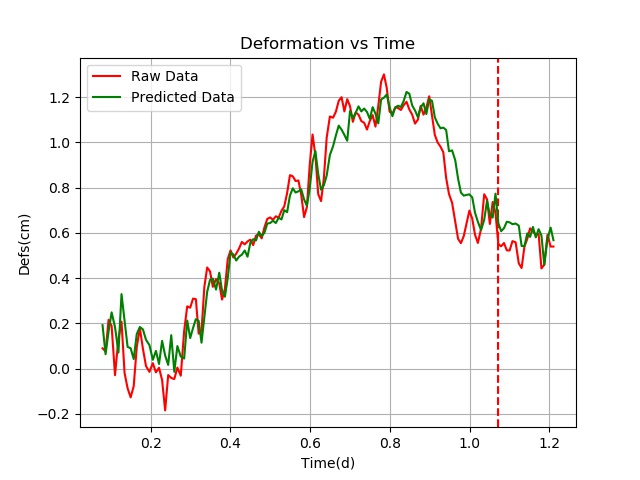 Deformation vs Time
Raw Data
Predicted Data
Defs(cm)
1.2
1.0
0.8
0.6
0.4
0.2
0.0
−0.2
0.2 0.4 0.6 0.8 1.0 1.2
Time(d)